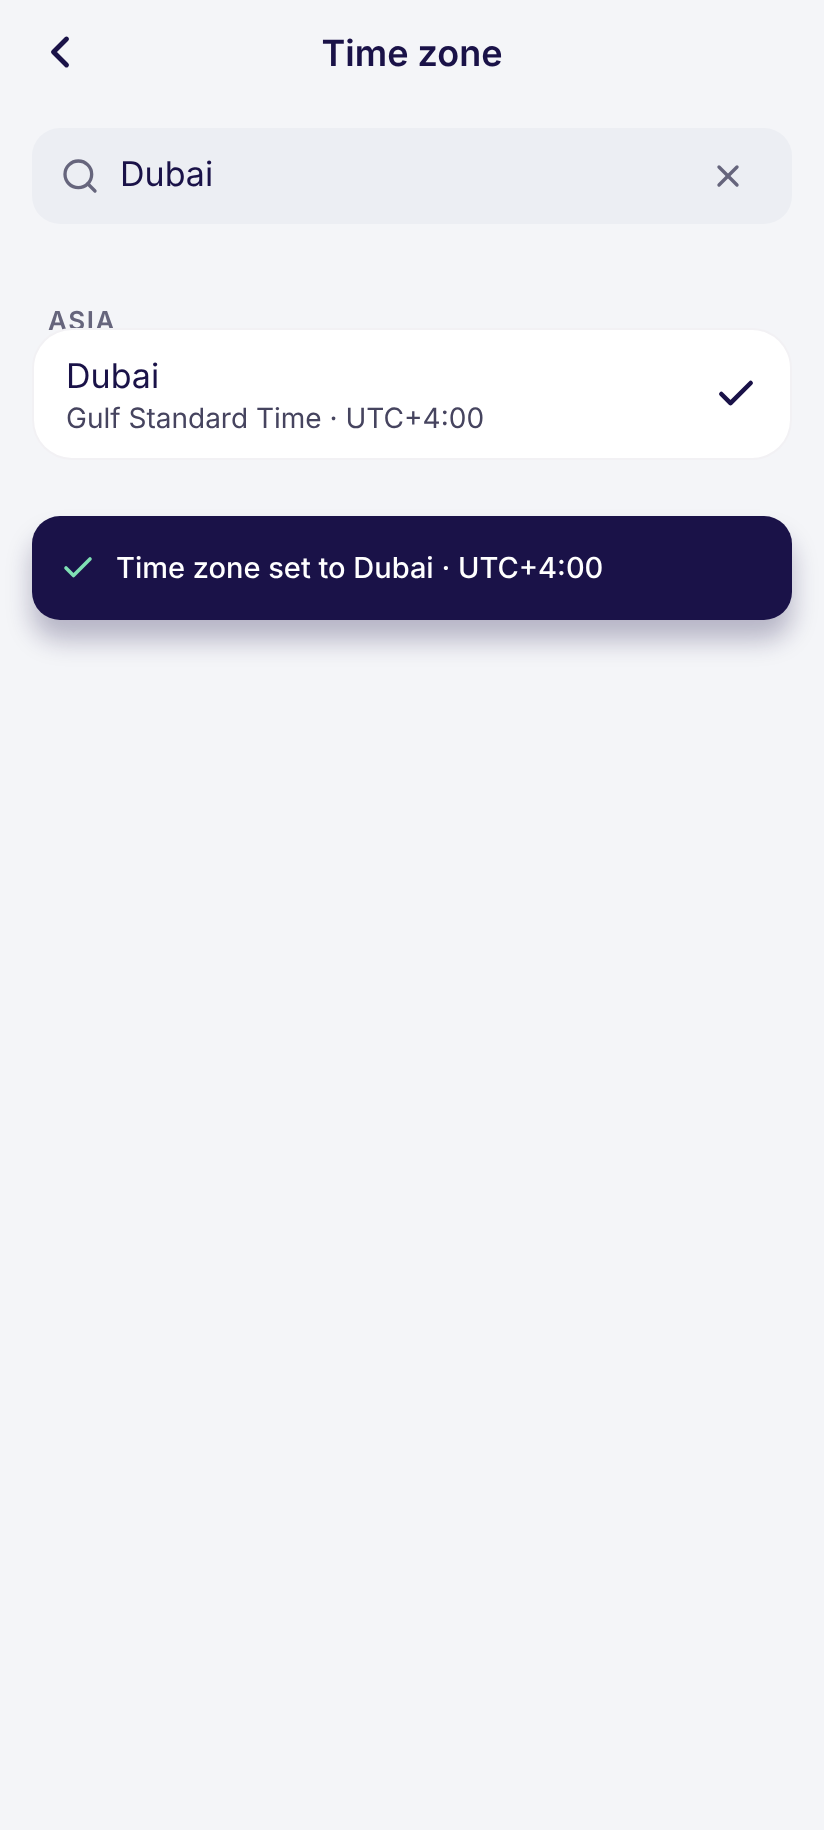 Time zone
Dubai
ASIA
Dubai
Gulf Standard Time · UTC+4:00
Time zone set to Dubai · UTC+4:00